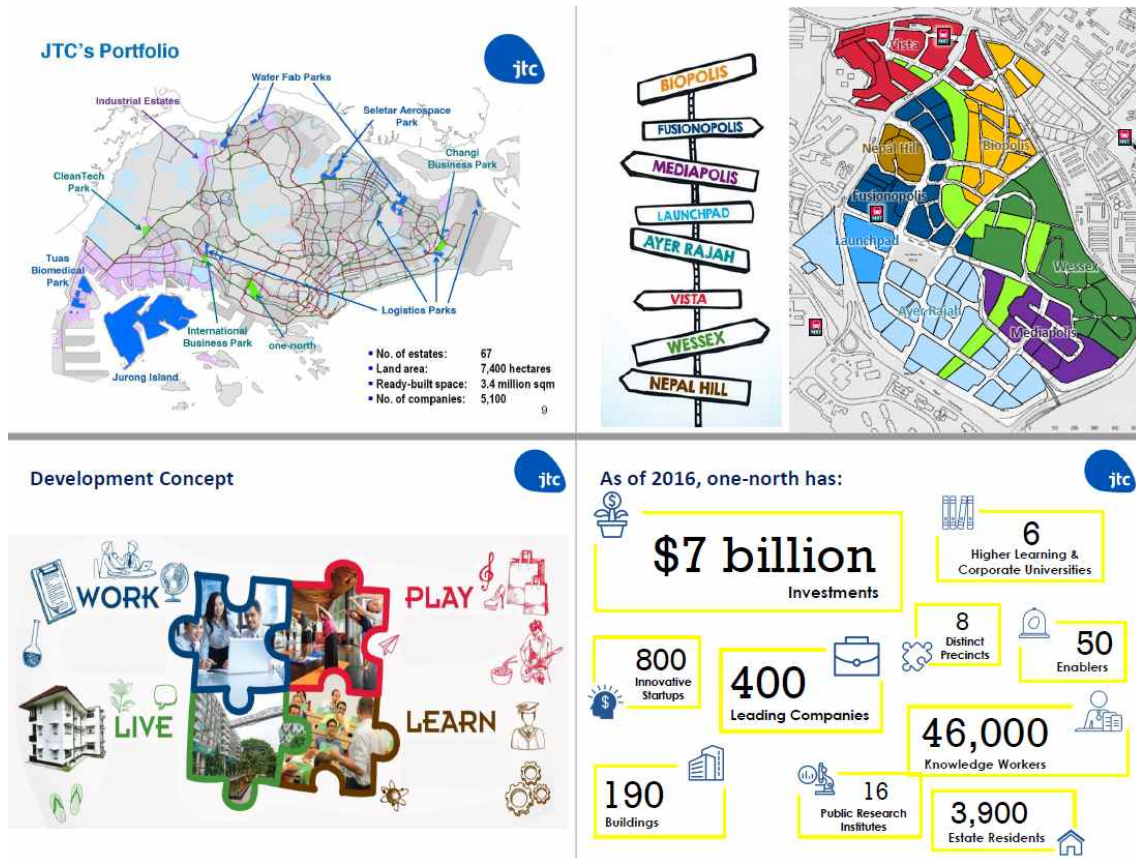 JTC's Portfolio
jtc
Wafer Fab Parks
Industrial Estates
Seletar Aerospace
Park
Changi
Business Park
CleanTech
Park
Tuas
Biomedical
Park
Logistics Parks
International
Business Park
one-north
Jurong Island
No. of estates: 67
Land area: 7,400 hectares
Ready-built space: 3.4 million sqm
No. of companies: 5,100
9
BIOPOLIS
FUSIONOPOLIS
MEDIAPOLIS
LAUNCHPAD
AYER RAJAH
VISTA
WESSEX
NEPAL HILL
Vista
MRT
Nepal Hill
Biopolis
MRT
Fusionopolis
MRT
Launchpad
Wessex
Ayer Rajah
Mediapolis
MRT
Development Concept
jtc
WORK
PLAY
LIVE
LEARN
As of 2016, one-north has:
jtc
$7 billion
Investments
6
Higher Learning &
Corporate Universities
800
Innovative
Startups
400
Leading Companies
8
Distinct
Precincts
50
Enablers
46,000
Knowledge Workers
190
Buildings
16
Public Research
Institutes
3,900
Estate Residents